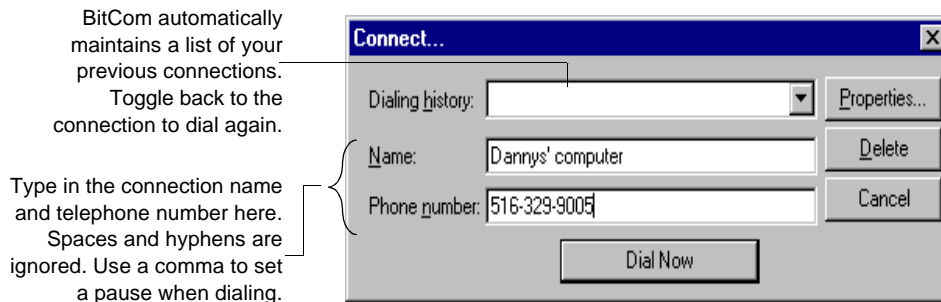 BitCom automatically
maintains a list of your
previous connections.
Toggle back to the
connection to dial again.
Type in the connection name
and telephone number here.
Spaces and hyphens are
ignored. Use a comma to set
a pause when dialing.
Connect...
Dialing history:
Properties...
Name: Dannys' computer
Delete
Phone number: 516-329-9005
Cancel
Dial Now